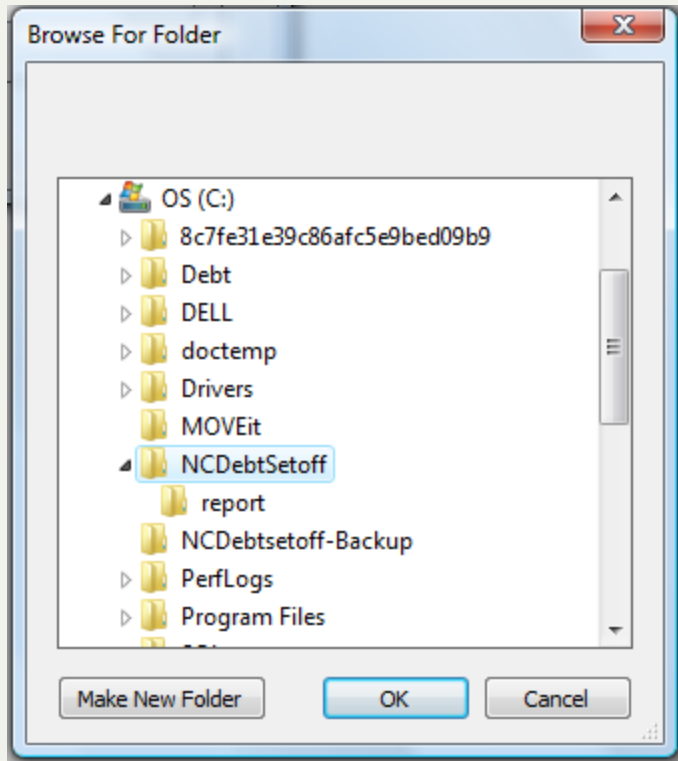 Browse For Folder
OS (C:)
8c7fe31e39c86afc5e9bed09b9
Debt
DELL
doctemp
Drivers
MOVEit
NCDebtSetoff
report
NCDebtsetoff-Backup
PerfLogs
Program Files
Make New Folder OK Cancel